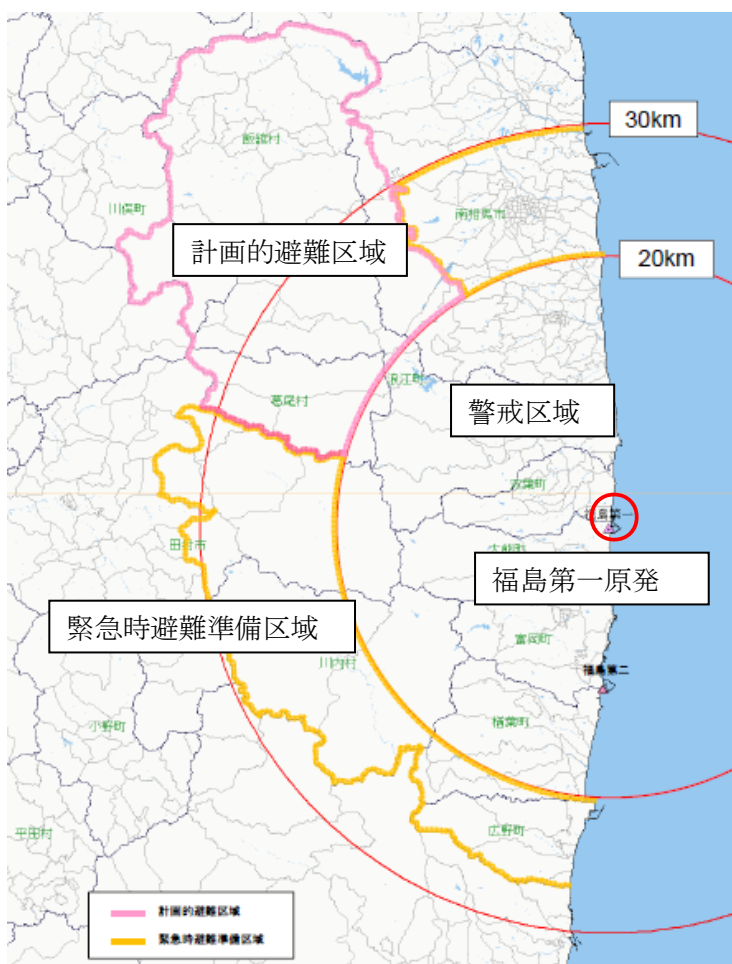 30km
飯舘村
川俣町
南相馬市
計画的避難区域
20km
浪江町
葛尾村
警戒区域
双葉町
福島第一
田村市
大熊町
福島第一原発
緊急時避難準備区域
富岡町
川内村
福島第二
小野町
楢葉町
広野町
平田村
計画的避難区域
緊急時避難準備区域